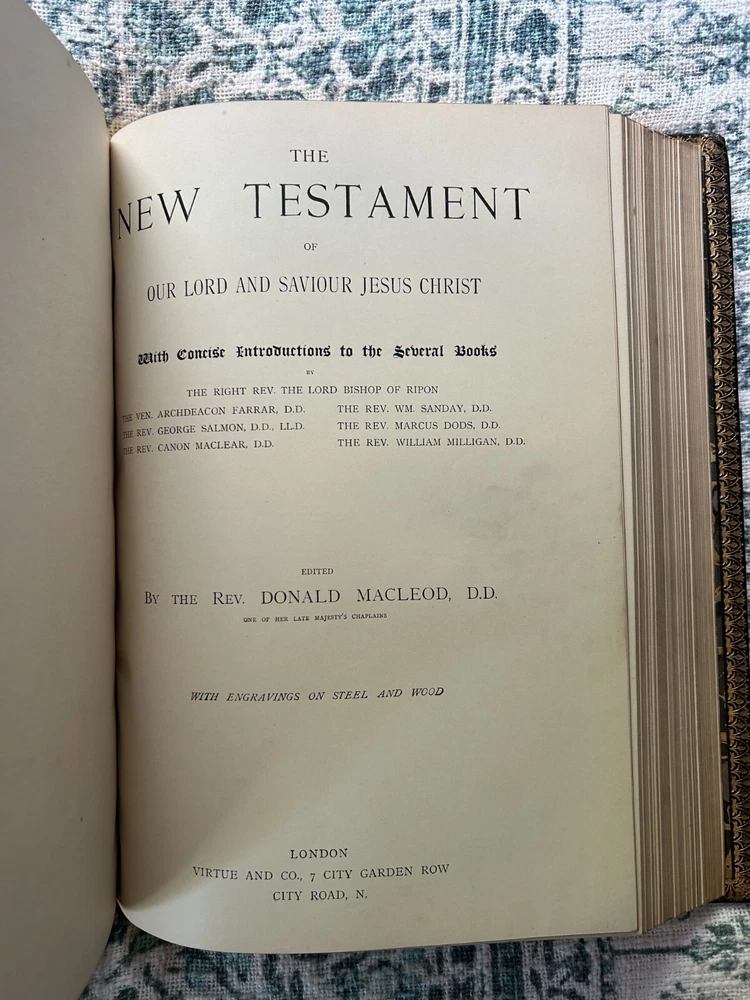 THE
NEW TESTAMENT
OF
OUR LORD AND SAVIOUR JESUS CHRIST
With Concise Introductions to the Several Books
BY
THE RIGHT REV. THE LORD BISHOP OF RIPON
THE VEN. ARCHDEACON FARRAR, D.D. THE REV. WM. SANDAY, D.D.
THE REV. GEORGE SALMON, D.D., LL.D. THE REV. MARCUS DODS, D.D.
THE REV. CANON MACLEAR, D.D. THE REV. WILLIAM MILLIGAN, D.D.
EDITED
BY THE REV. DONALD MACLEOD, D.D.
ONE OF HER LATE MAJESTY'S CHAPLAINS
WITH ENGRAVINGS ON STEEL AND WOOD
LONDON
VIRTUE AND CO., 7 CITY GARDEN ROW
CITY ROAD, N.